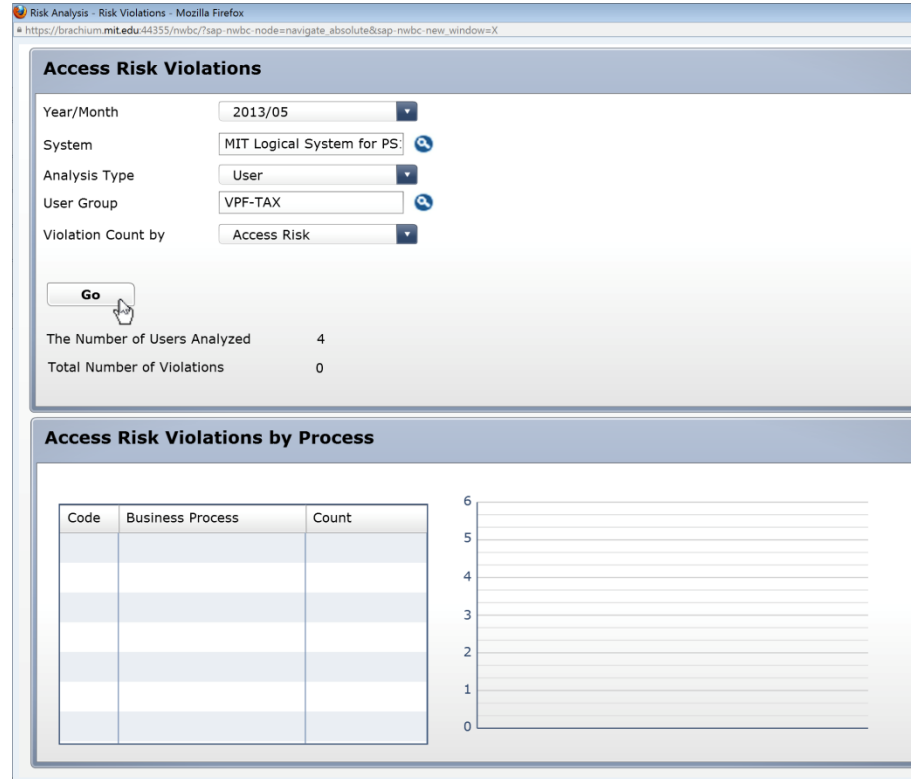 Risk Analysis - Risk Violations - Mozilla Firefox
https://brachium.mit.edu:44355/nwbc/?sap-nwbc-node=navigate_absolute&sap-nwbc-new_window=X
Access Risk Violations
Year/Month 2013/05
System MIT Logical System for PS1
Analysis Type User
User Group VPF-TAX
Violation Count by Access Risk
Go
The Number of Users Analyzed 4
Total Number of Violations 0
Access Risk Violations by Process
Code Business Process Count
6
5
4
3
2
1
0